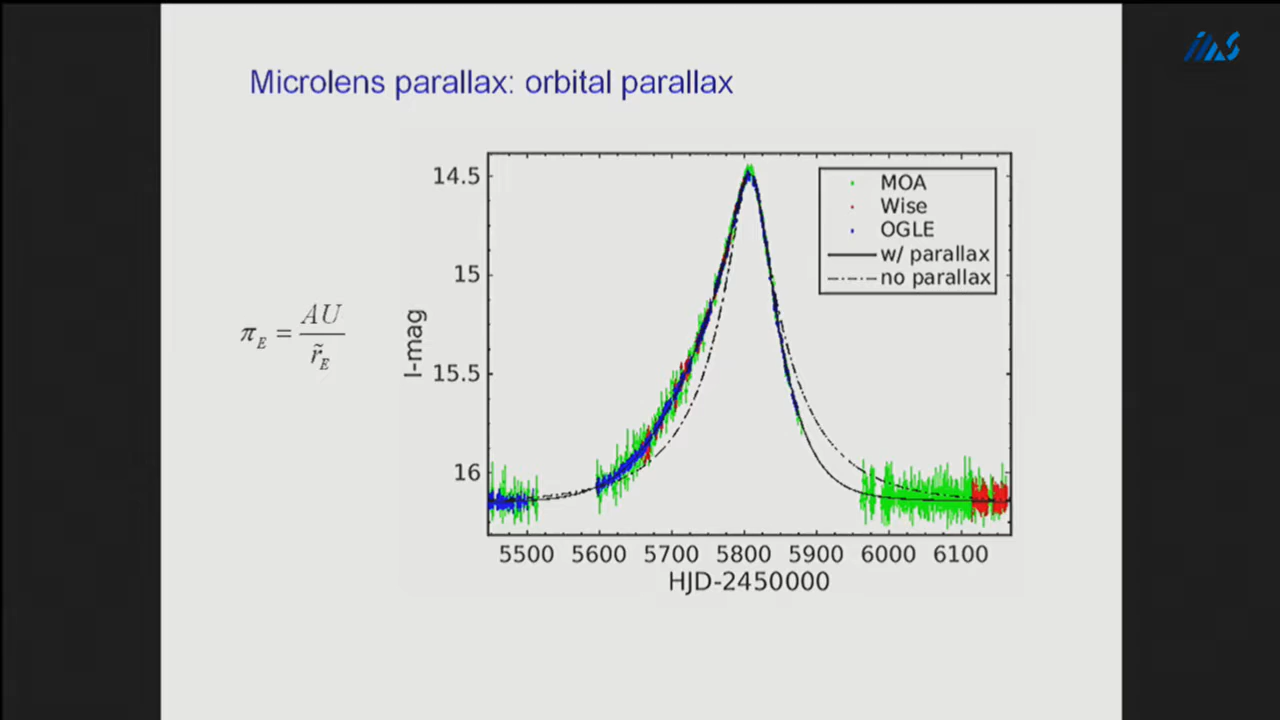 IIAS
Microlens parallax: orbital parallax
π_E = AU / r̃_E
I-mag
14.5
15
15.5
16
MOA
Wise
OGLE
w/ parallax
no parallax
5500 5600 5700 5800 5900 6000 6100
HJD-2450000